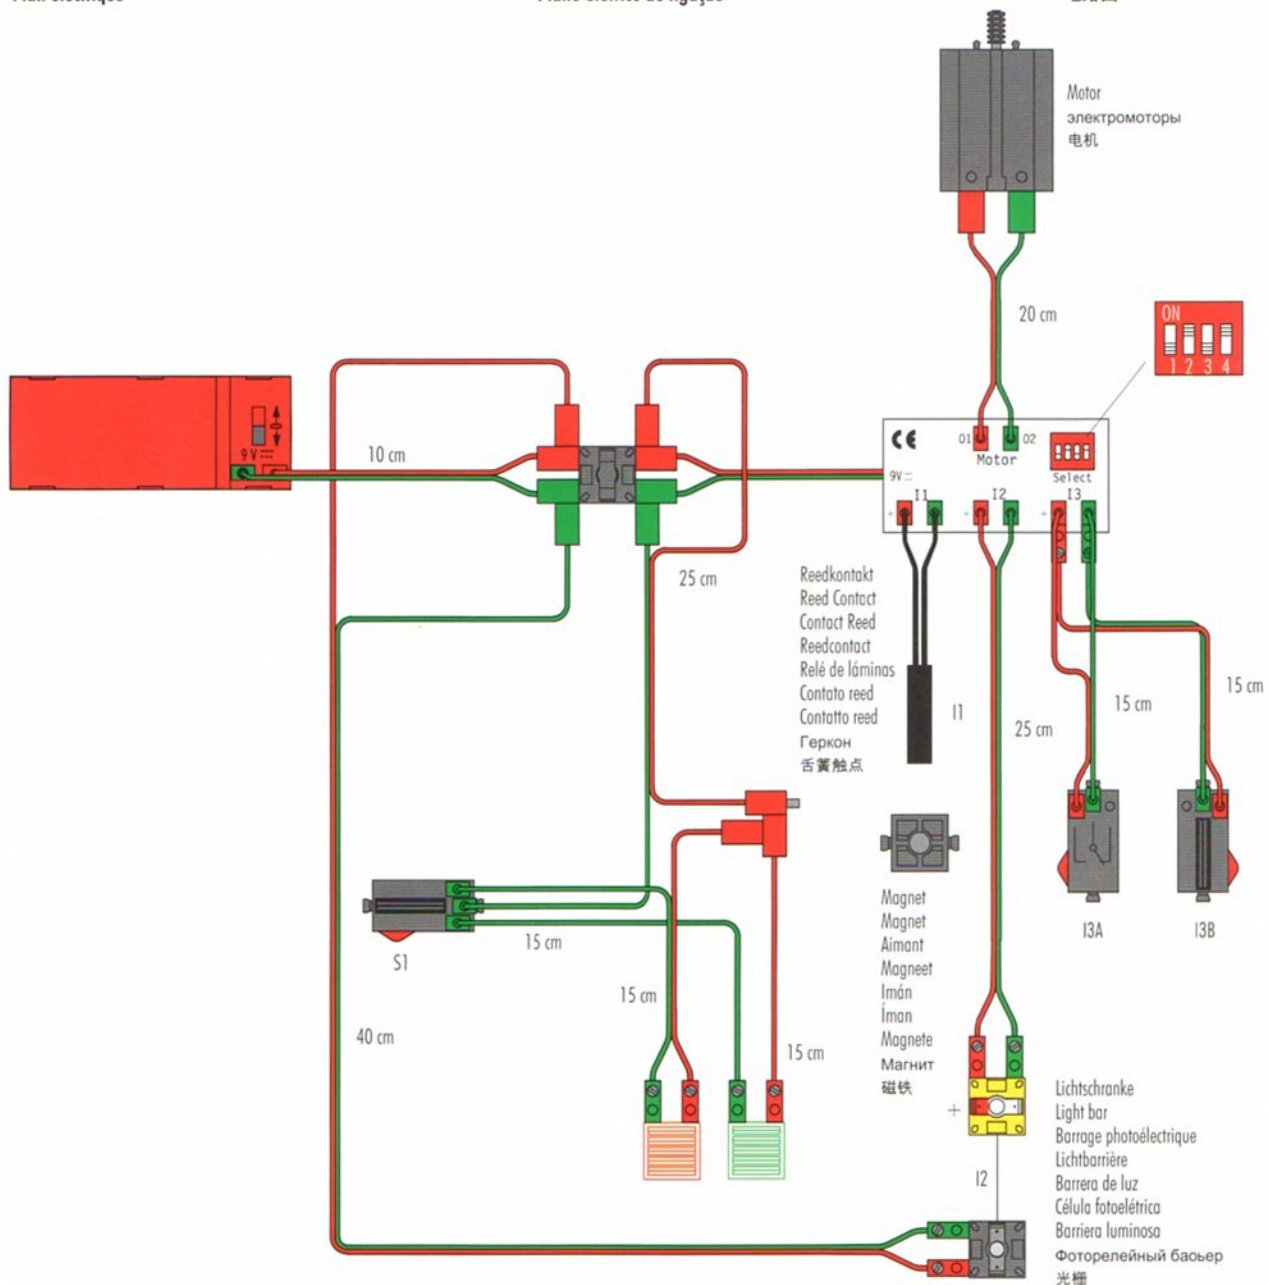 Motor
электромоторы
电机
20 cm
ON
1 2 3 4
9 V
10 cm
CE
O1
O2
Motor
Select
9V
+ I1
+ I2
+ I3
25 cm
Reedkontakt
Reed Contact
Contact Reed
Reedcontact
Relé de láminas
Contato reed
Contatto reed
Геркон
舌簧触点
I1
25 cm
15 cm
15 cm
I3A
I3B
Magnet
Magnet
Aimant
Magneet
Imán
Íman
Magnete
Магнит
磁铁
S1
15 cm
15 cm
15 cm
40 cm
+
I2
Lichtschranke
Light bar
Barrage photoélectrique
Lichtbarrière
Barrera de luz
Célula fotoelétrica
Barriera luminosa
Фоторелейный баоьер
光栅